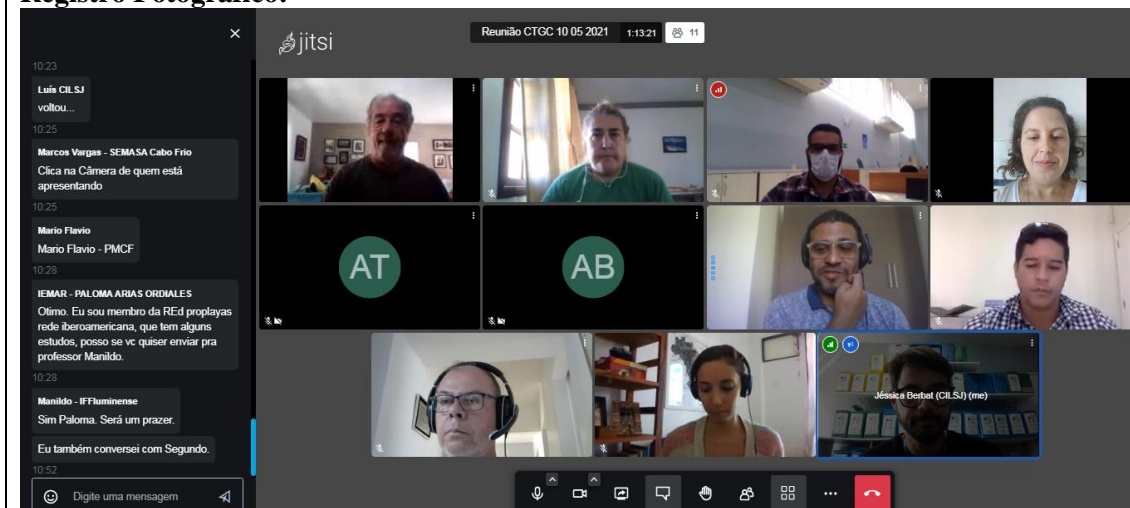 Registro Fotográfico:
jitsi
Reunião CTGC 10 05 2021
1:13:21
11
10:23
Luis CILSJ
voltou...
10:25
Marcos Vargas - SEMASA Cabo Frio
Clica na Câmera de quem está
apresentando
10:25
Mario Flavio
Mario Flavio - PMCF
10:28
IEMAR - PALOMA ARIAS ORDIALES
Otimo. Eu sou membro da REd proplayas
rede iberoamericana, que tem alguns
estudos, posso se vc quiser enviar pra
professor Manildo.
10:28
Manildo - IFFluminense
Sim Paloma. Será um prazer.
Eu também conversei com Segundo.
10:52
Digite uma mensagem
AT
AB
Jéssica Berbat (CILSJ) (me)